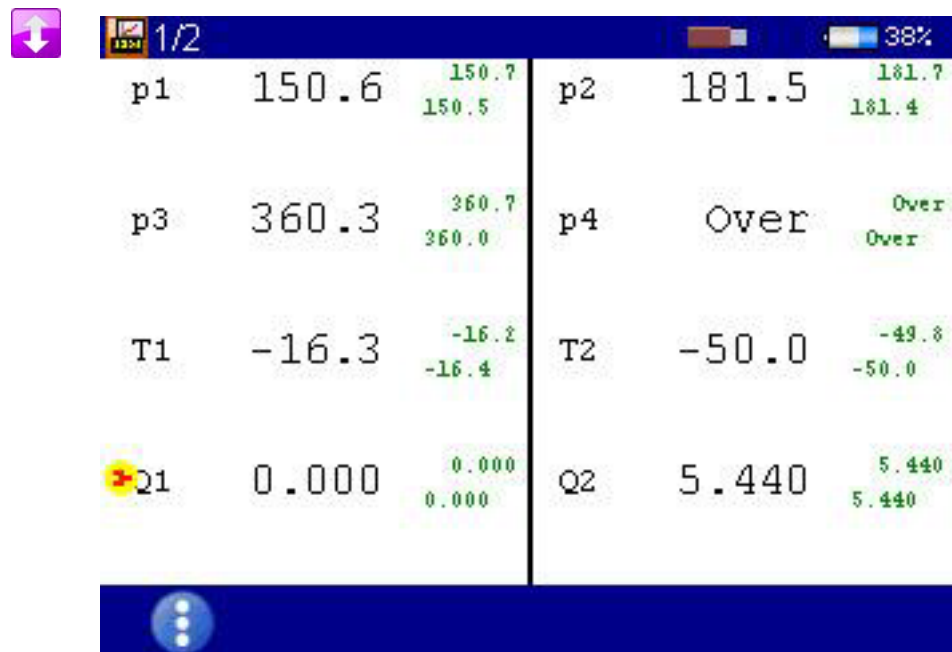 1/2 38%
p1 150.6 150.7 150.5 p2 181.5 181.7 181.4
p3 360.3 360.7 360.0 p4 Over Over Over
T1 -16.3 -16.2 -16.4 T2 -50.0 -49.8 -50.0
Q1 0.000 0.000 0.000 Q2 5.440 5.440 5.440